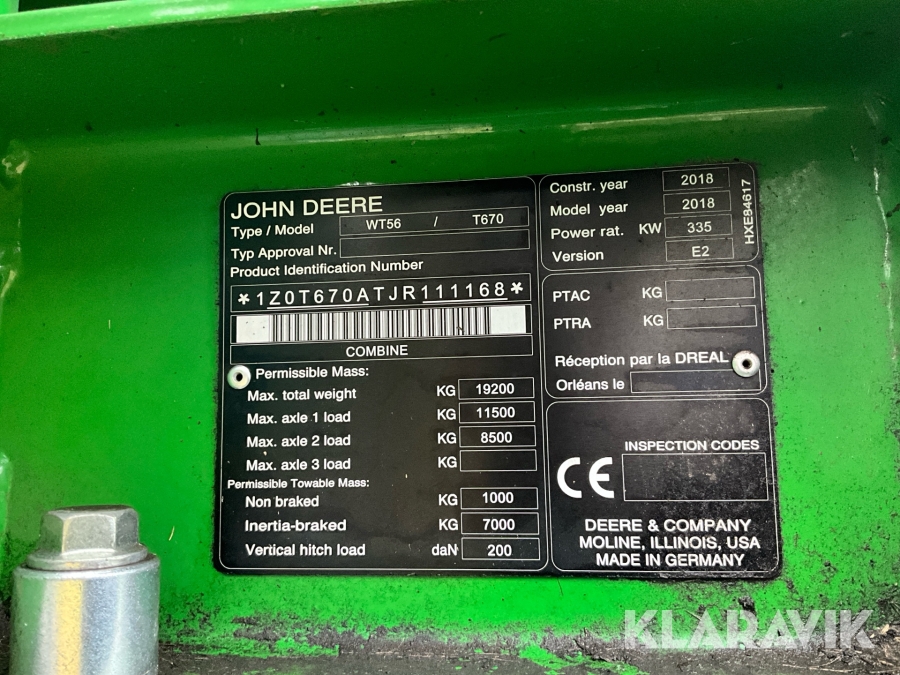 JOHN DEERE
Type / Model WT56 / T670
Typ Approval Nr.
Product Identification Number
*1Z0T670ATJR111168*
COMBINE
Permissible Mass:
Max. total weight KG 19200
Max. axle 1 load KG 11500
Max. axle 2 load KG 8500
Max. axle 3 load KG
Permissible Towable Mass:
Non braked KG 1000
Inertia-braked KG 7000
Vertical hitch load daN 200
Constr. year 2018
Model year 2018
Power rat. KW 335
Version E2
HXE84617
PTAC KG
PTRA KG
Réception par la DREAL
Orléans le
INSPECTION CODES
CE
DEERE & COMPANY
MOLINE, ILLINOIS, USA
MADE IN GERMANY
KLARAVIK